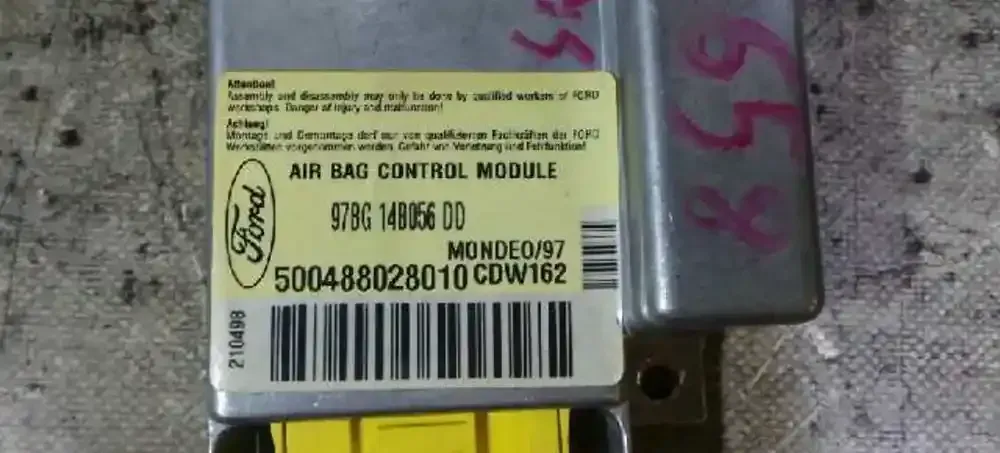 Attention!
Assembly and disassembly may only be done by qualified workers of FORD
workshops. Danger of injury and malfunction!
Achtung!
Montage und Demontage darf nur von qualifizierten Fachkräften der FORD
Werkstätten vorgenommen werden. Gefahr von Verletzung und Fehlfunktion!
AIR BAG CONTROL MODULE
Ford
97BG 14B056 DD
MONDEO/97
500488028010 CDW162
210498
558